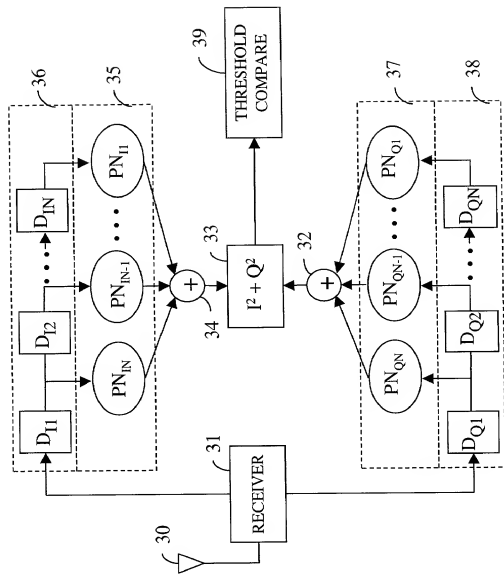 36
35
D_I1
D_I2
D_IN
PN_IN
PN_IN-1
PN_I1
+
34
30
31
RECEIVER
33
I² + Q²
39
THRESHOLD
COMPARE
32
+
37
38
PN_QN
PN_QN-1
PN_Q1
D_Q1
D_Q2
D_QN